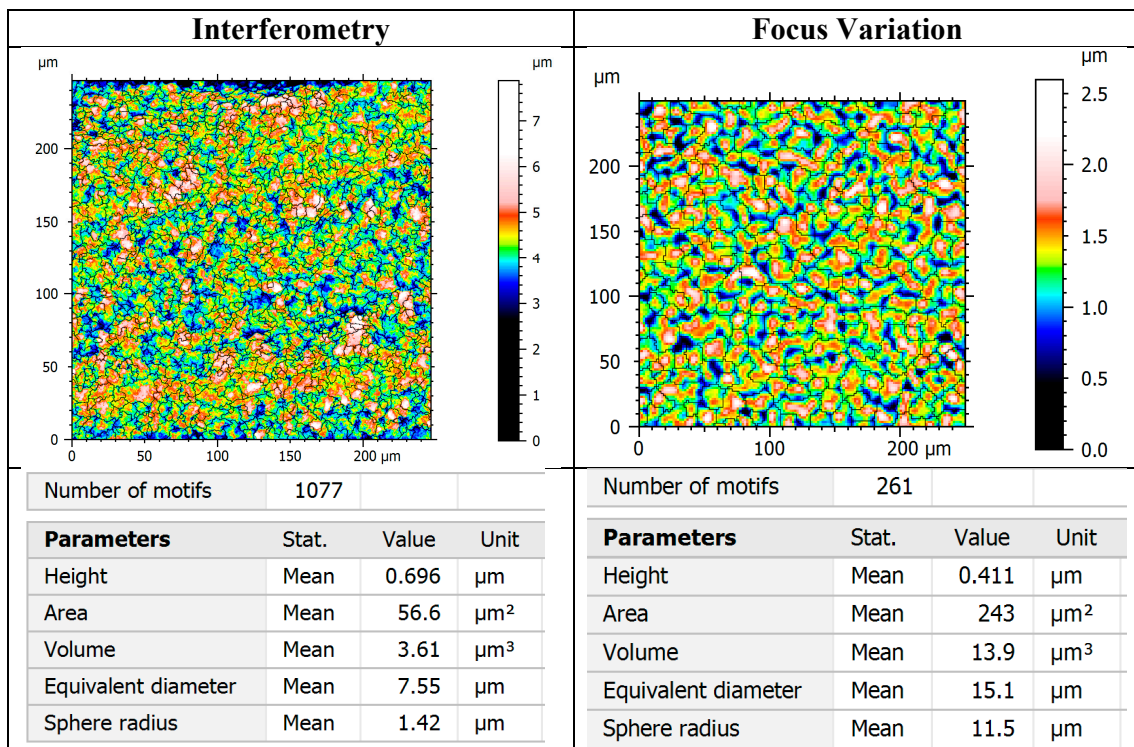 Interferometry
Focus Variation
µm
µm
7
6
5
4
3
2
1
0
200
150
100
50
0
0
50
100
150
200 µm
µm
µm
2.5
2.0
1.5
1.0
0.5
0.0
200
150
100
50
0
0
100
200 µm
Number of motifs 1077
Parameters Stat. Value Unit
Height Mean 0.696 µm
Area Mean 56.6 µm²
Volume Mean 3.61 µm³
Equivalent diameter Mean 7.55 µm
Sphere radius Mean 1.42 µm
Number of motifs 261
Parameters Stat. Value Unit
Height Mean 0.411 µm
Area Mean 243 µm²
Volume Mean 13.9 µm³
Equivalent diameter Mean 15.1 µm
Sphere radius Mean 11.5 µm